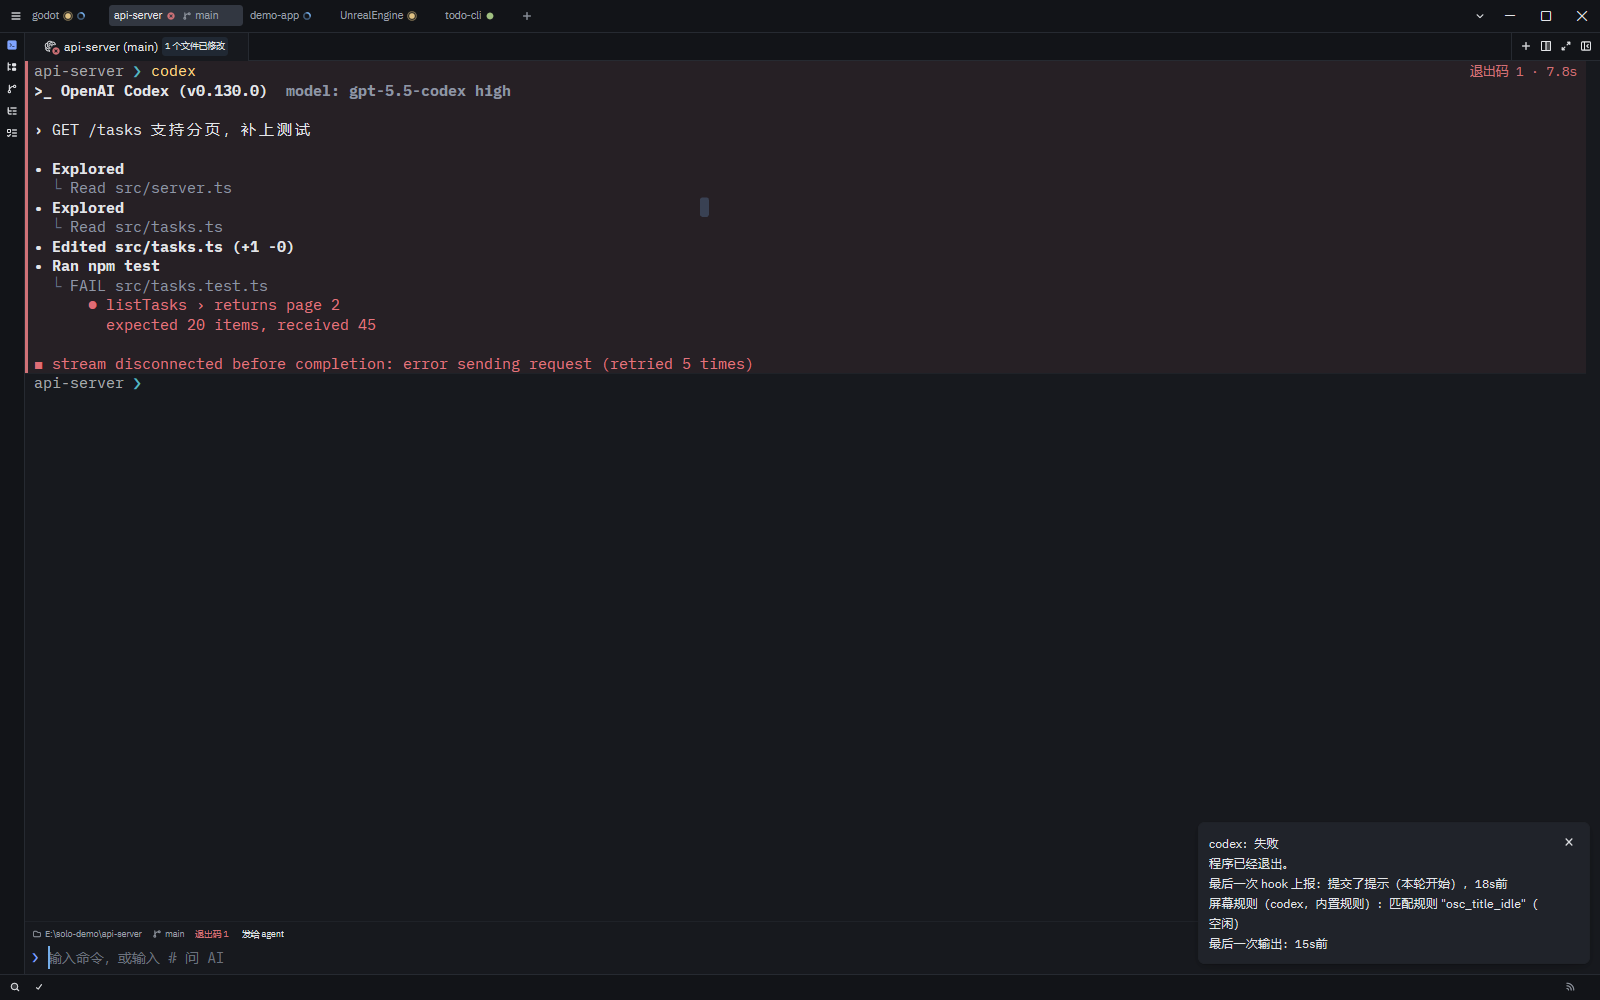 godot
api-server main
demo-app
UnrealEngine
todo-cli
api-server (main) 1 个文件已修改
api-server ❯ codex
退出码 1 · 7.8s
>_ OpenAI Codex (v0.130.0) model: gpt-5.5-codex high
› GET /tasks 支持分页，补上测试
• Explored
└ Read src/server.ts
• Explored
└ Read src/tasks.ts
• Edited src/tasks.ts (+1 -0)
• Ran npm test
└ FAIL src/tasks.test.ts
● listTasks › returns page 2
expected 20 items, received 45
■ stream disconnected before completion: error sending request (retried 5 times)
api-server ❯
codex：失败
程序已经退出。
最后一次 hook 上报：提交了提示（本轮开始），18s前
屏幕规则（codex，内置规则）：匹配规则 "osc_title_idle"（
空闲）
最后一次输出：15s前
E:\solo-demo\api-server main 退出码 1 发给 agent
❯ 输入命令，或输入 # 问 AI